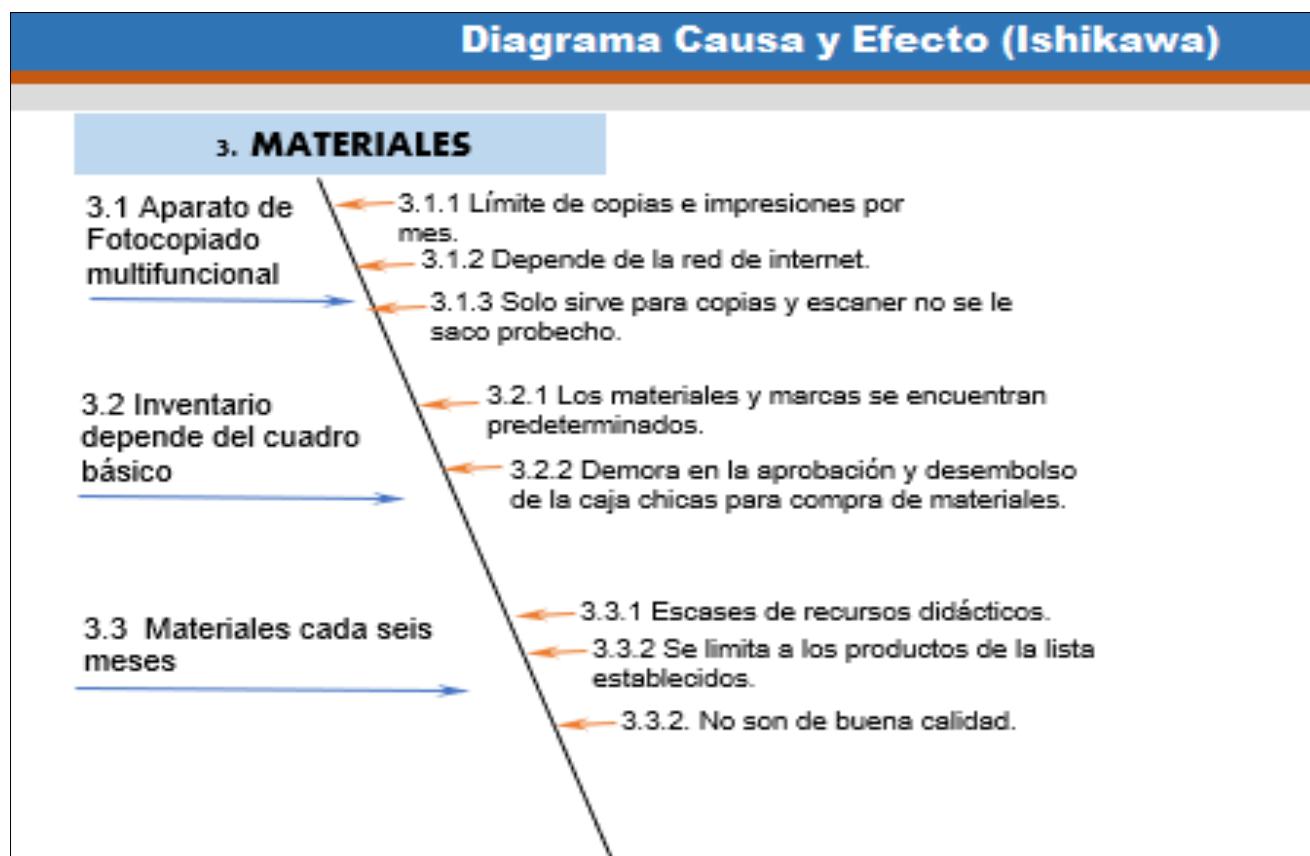 Diagrama Causa y Efecto (Ishikawa)
3. MATERIALES
3.1 Aparato de
Fotocopiado
multifuncional
3.1.1 Límite de copias e impresiones por
mes.
3.1.2 Depende de la red de internet.
3.1.3 Solo sirve para copias y escaner no se le
saco probecho.
3.2 Inventario
depende del cuadro
básico
3.2.1 Los materiales y marcas se encuentran
predeterminados.
3.2.2 Demora en la aprobación y desembolso
de la caja chicas para compra de materiales.
3.3 Materiales cada seis
meses
3.3.1 Escases de recursos didácticos.
3.3.2 Se limita a los productos de la lista
establecidos.
3.3.2. No son de buena calidad.